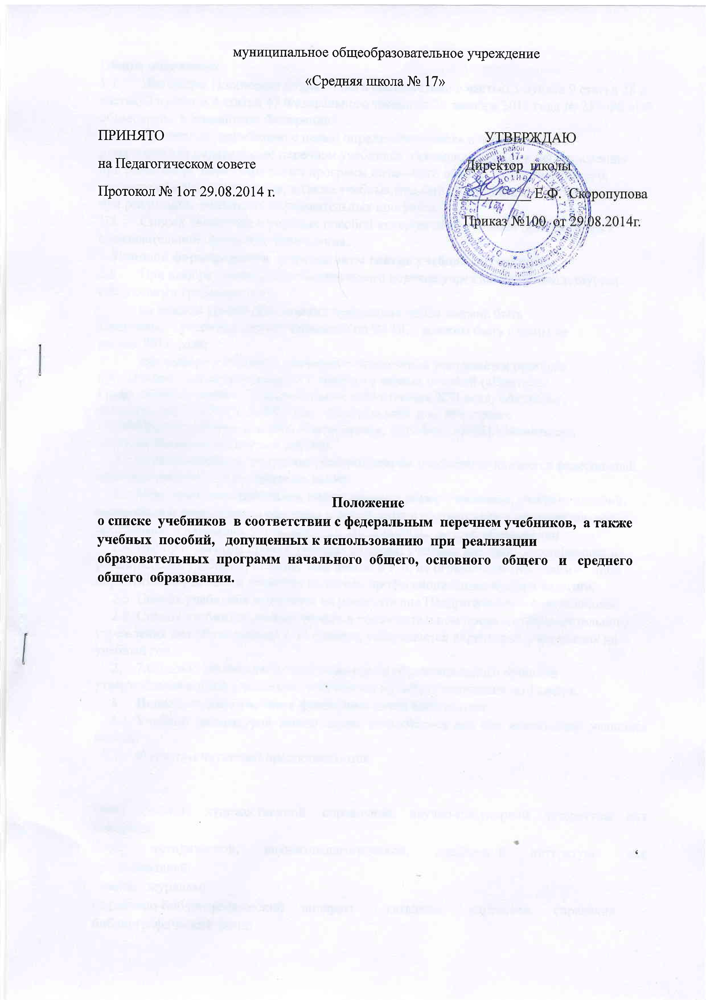 муниципальное общеобразовательное учреждение
«Средняя школа № 17»
ПРИНЯТО
УТВЕРЖДАЮ
на Педагогическом совете
Директор школы
Протокол № 1от 29.08.2014 г.
Е.Ф. Скоропупова
Приказ №100 от 29.08.2014г.
Положение
о списке учебников в соответствии с федеральным перечнем учебников, а также
учебных пособий, допущенных к использованию при реализации
образовательных программ начального общего, основного общего и среднего
общего образования.